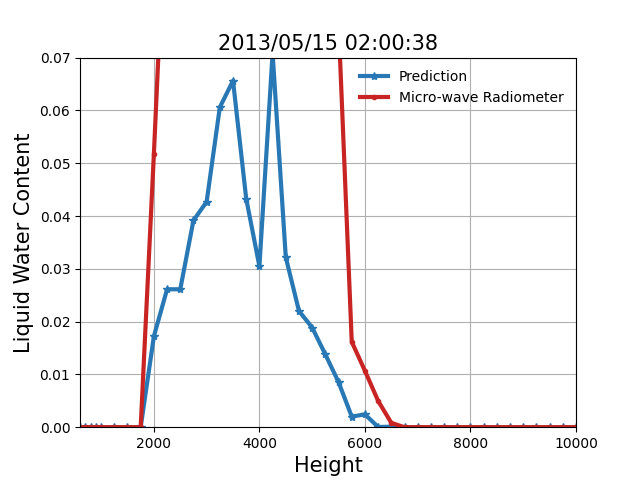 2013/05/15 02:00:38
0.07
0.06
0.05
0.04
0.03
0.02
0.01
0.00
Liquid Water Content
Prediction
Micro-wave Radiometer
2000 4000 6000 8000 10000
Height